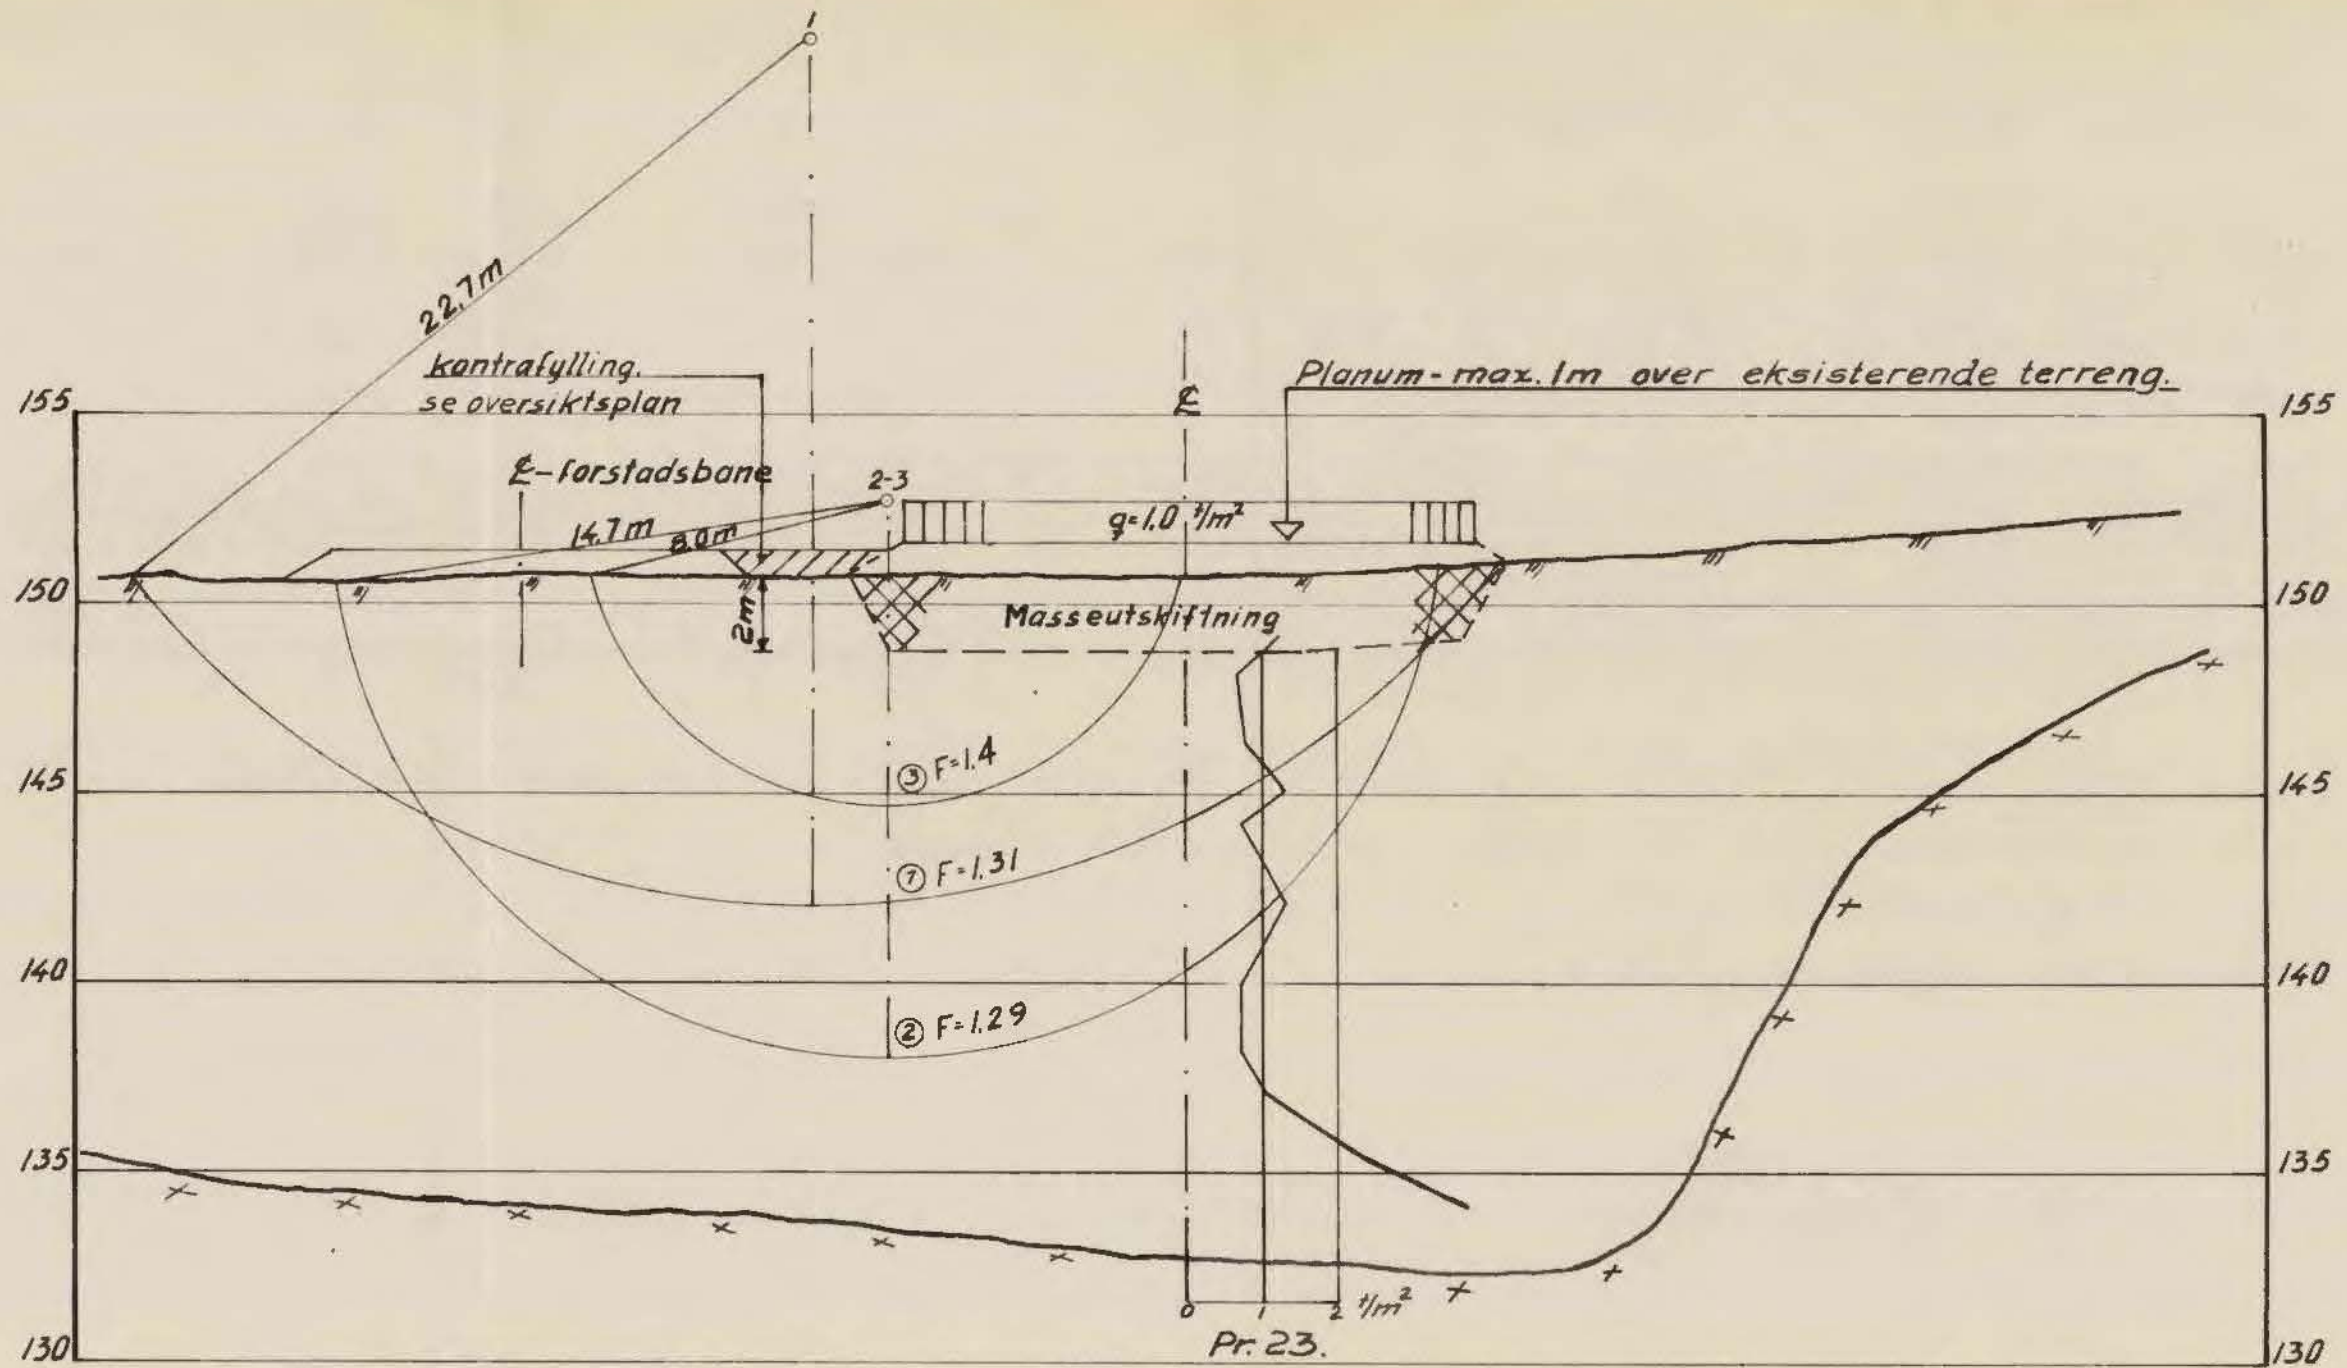 1
22.7m
kontrafylling.
se oversiktsplan
Planum - max. 1m over eksisterende terreng.
155
155
℄
℄-forstadsbane
2-3
14.7m
8.0m
q=1.0 t/m²
150
150
2m
Masseutskiftning
③ F=1.4
145
145
① F=1.31
140
140
② F=1.29
135
135
0 1 2 t/m²
Pr. 23.
130
130